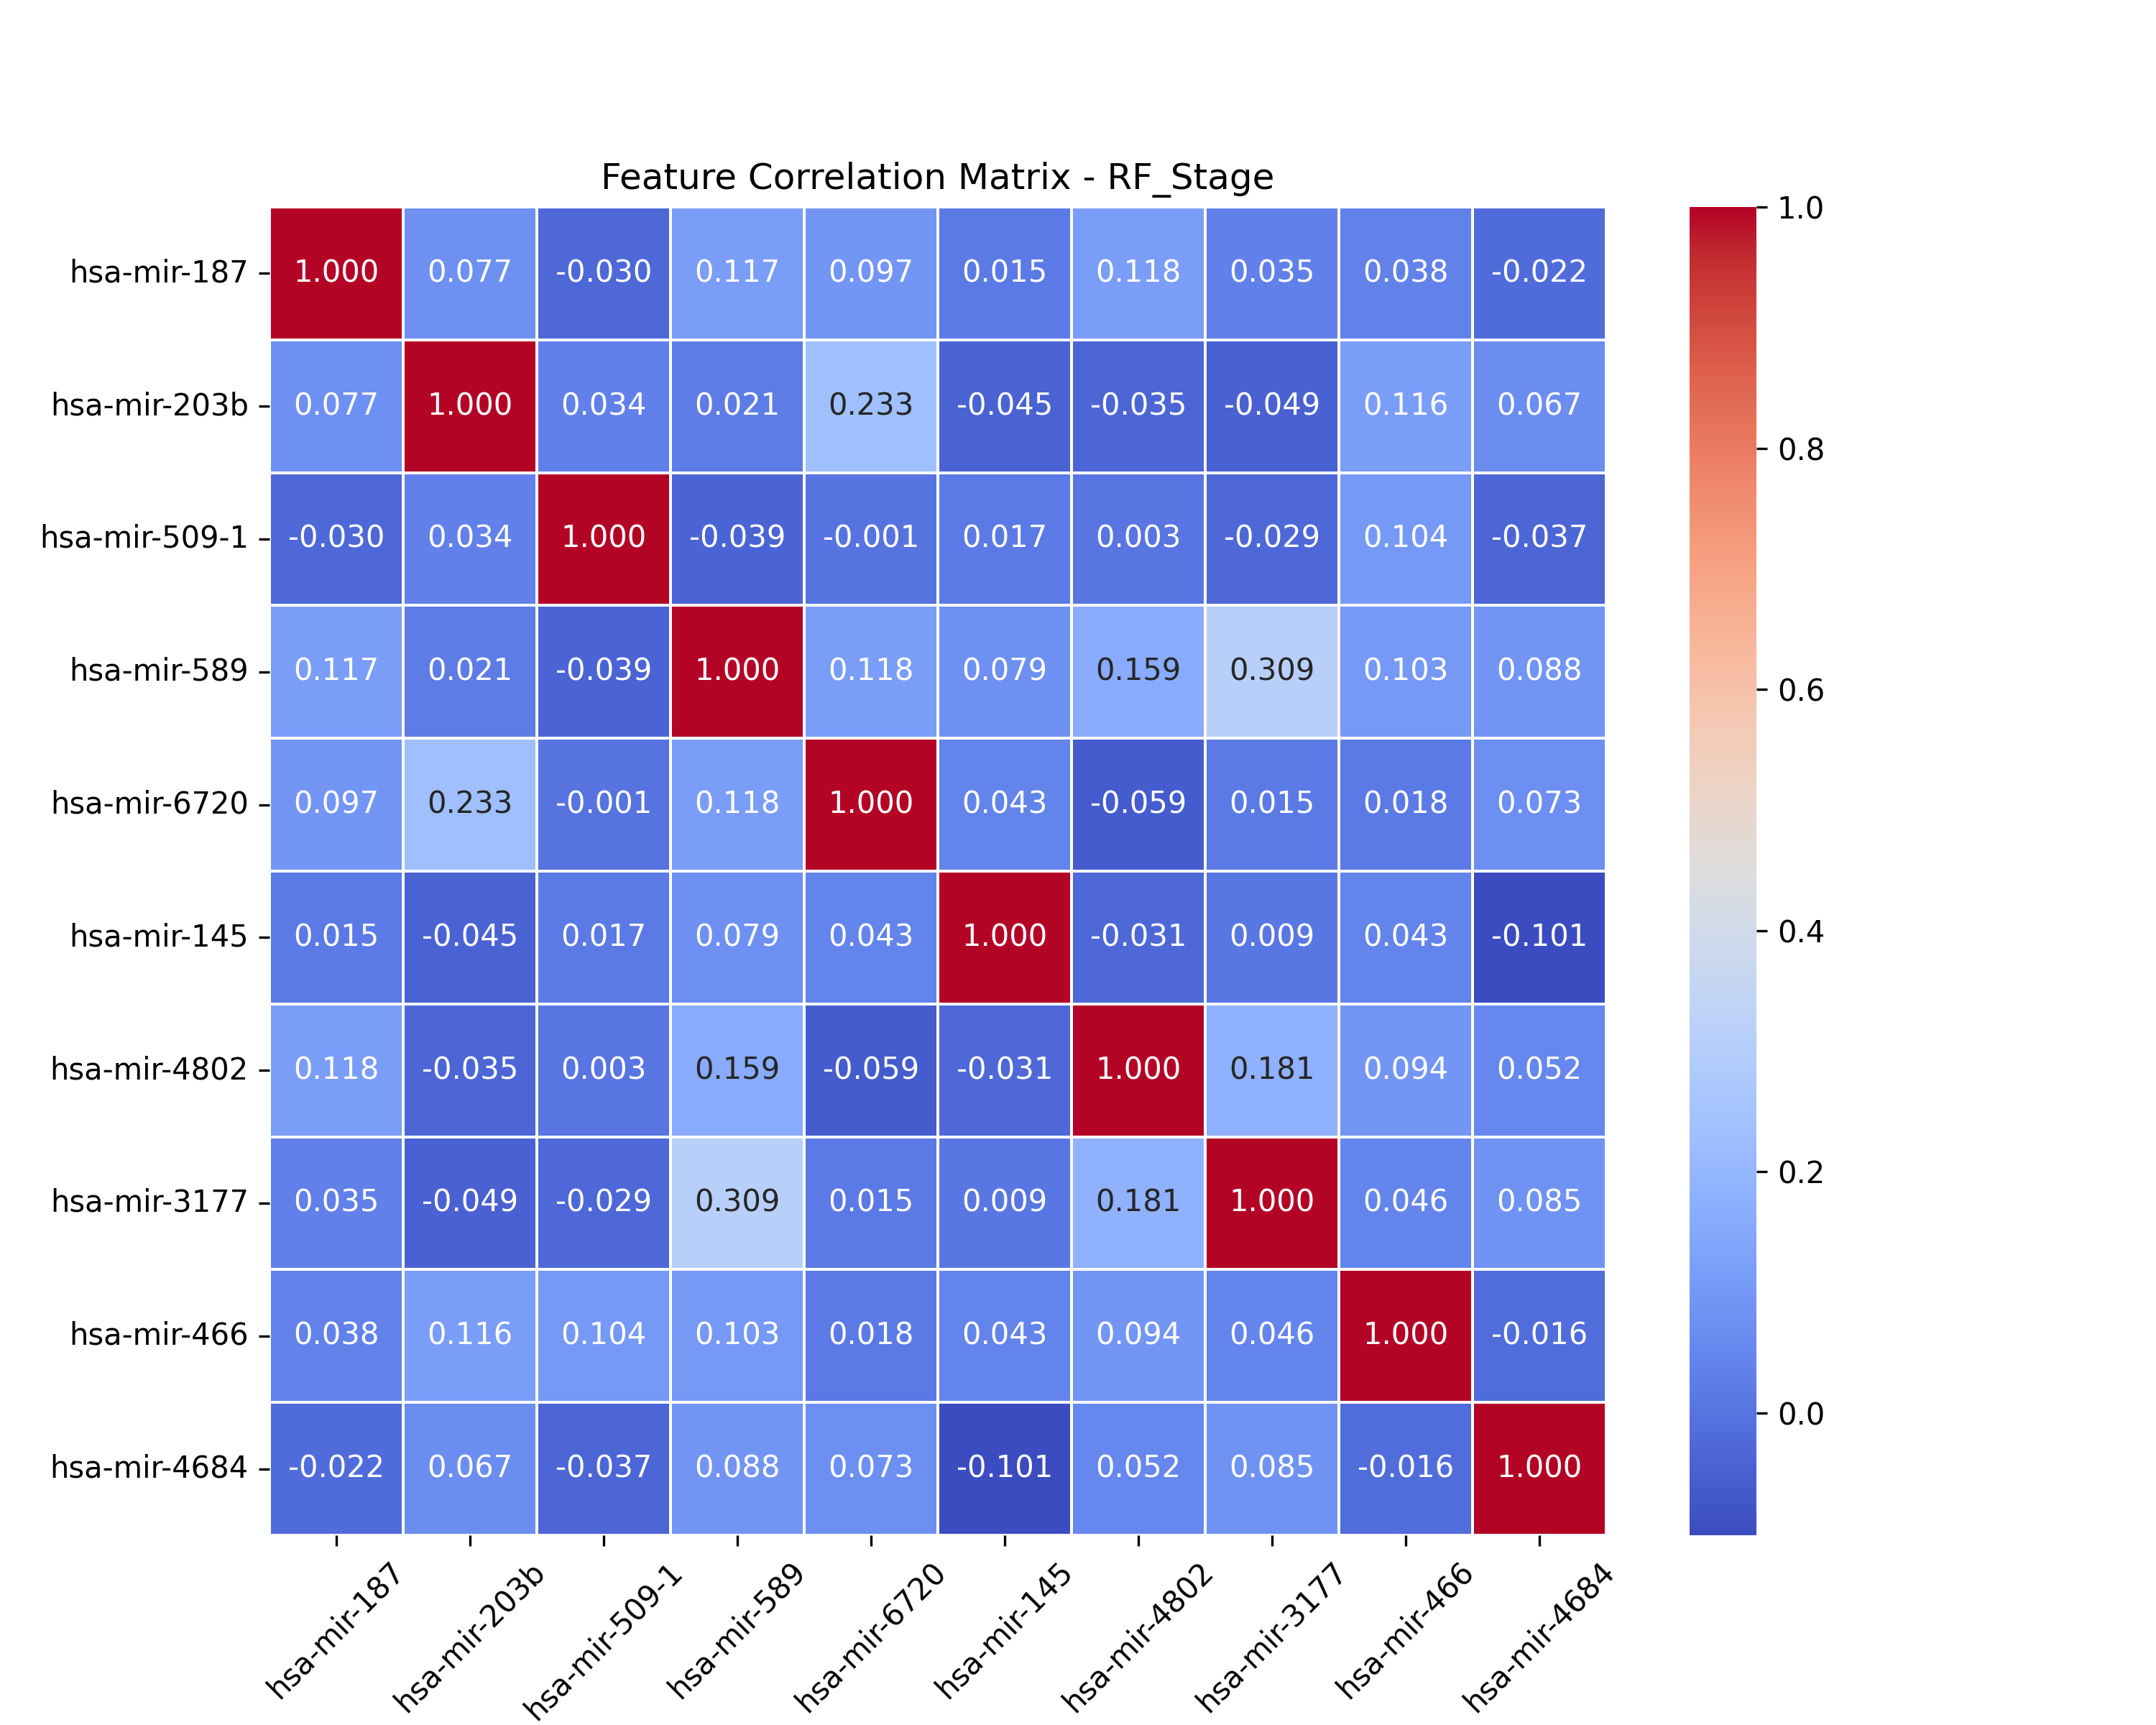 Feature Correlation Matrix - RF_Stage
hsa-mir-187 1.000 0.077 -0.030 0.117 0.097 0.015 0.118 0.035 0.038 -0.022
hsa-mir-203b 0.077 1.000 0.034 0.021 0.233 -0.045 -0.035 -0.049 0.116 0.067
hsa-mir-509-1 -0.030 0.034 1.000 -0.039 -0.001 0.017 0.003 -0.029 0.104 -0.037
hsa-mir-589 0.117 0.021 -0.039 1.000 0.118 0.079 0.159 0.309 0.103 0.088
hsa-mir-6720 0.097 0.233 -0.001 0.118 1.000 0.043 -0.059 0.015 0.018 0.073
hsa-mir-145 0.015 -0.045 0.017 0.079 0.043 1.000 -0.031 0.009 0.043 -0.101
hsa-mir-4802 0.118 -0.035 0.003 0.159 -0.059 -0.031 1.000 0.181 0.094 0.052
hsa-mir-3177 0.035 -0.049 -0.029 0.309 0.015 0.009 0.181 1.000 0.046 0.085
hsa-mir-466 0.038 0.116 0.104 0.103 0.018 0.043 0.094 0.046 1.000 -0.016
hsa-mir-4684 -0.022 0.067 -0.037 0.088 0.073 -0.101 0.052 0.085 -0.016 1.000
hsa-mir-187 hsa-mir-203b hsa-mir-509-1 hsa-mir-589 hsa-mir-6720 hsa-mir-145 hsa-mir-4802 hsa-mir-3177 hsa-mir-466 hsa-mir-4684
1.0
0.8
0.6
0.4
0.2
0.0